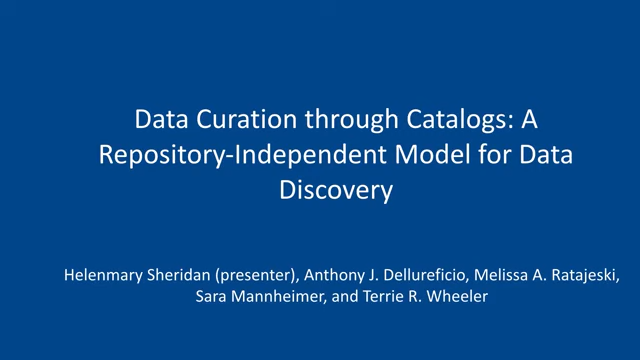 Data Curation through Catalogs: A
Repository-Independent Model for Data
Discovery
Helenmary Sheridan (presenter), Anthony J. Dellureficio, Melissa A. Ratajeski,
Sara Mannheimer, and Terrie R. Wheeler